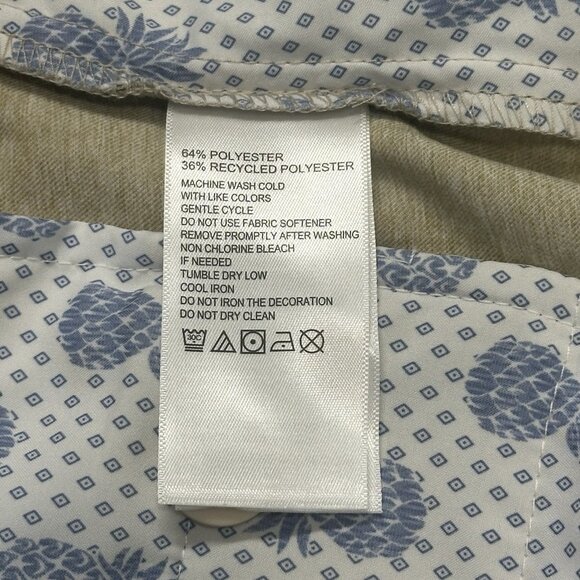 64% POLYESTER
36% RECYCLED POLYESTER
MACHINE WASH COLD
WITH LIKE COLORS
GENTLE CYCLE
DO NOT USE FABRIC SOFTENER
REMOVE PROMPTLY AFTER WASHING
NON CHLORINE BLEACH
IF NEEDED
TUMBLE DRY LOW
COOL IRON
DO NOT IRON THE DECORATION
DO NOT DRY CLEAN
30C